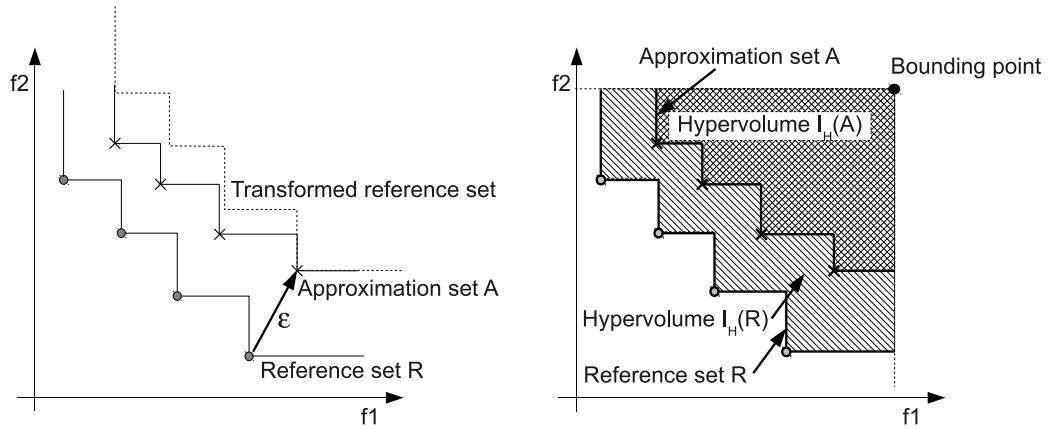 f2
Transformed reference set
Approximation set A
ε
Reference set R
f1
f2
Approximation set A
Bounding point
Hypervolume I_H(A)
Hypervolume I_H(R)
Reference set R
f1